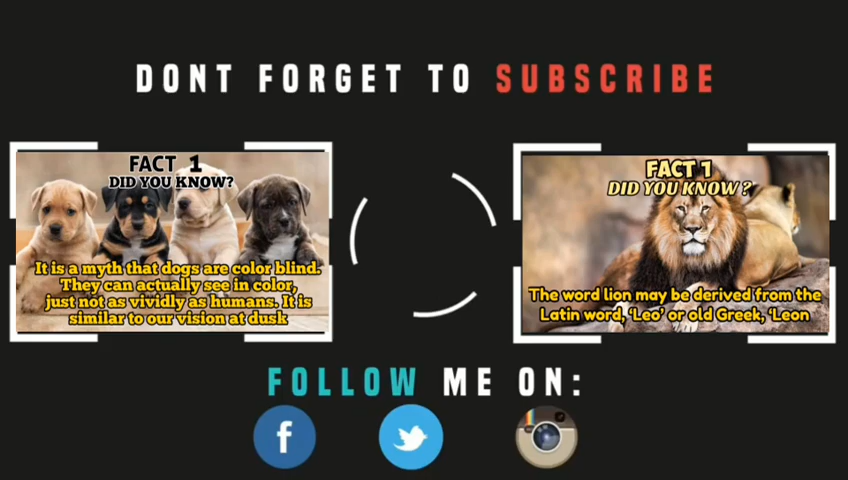 DONT FORGET TO SUBSCRIBE
FACT 1
DID YOU KNOW?
It is a myth that dogs are color blind.
They can actually see in color,
just not as vividly as humans. It is
similar to our vision at dusk
FACT 1
DID YOU KNOW?
The word lion may be derived from the
Latin word, ‘Leo’ or old Greek, ‘Leon
FOLLOW ME ON:
f